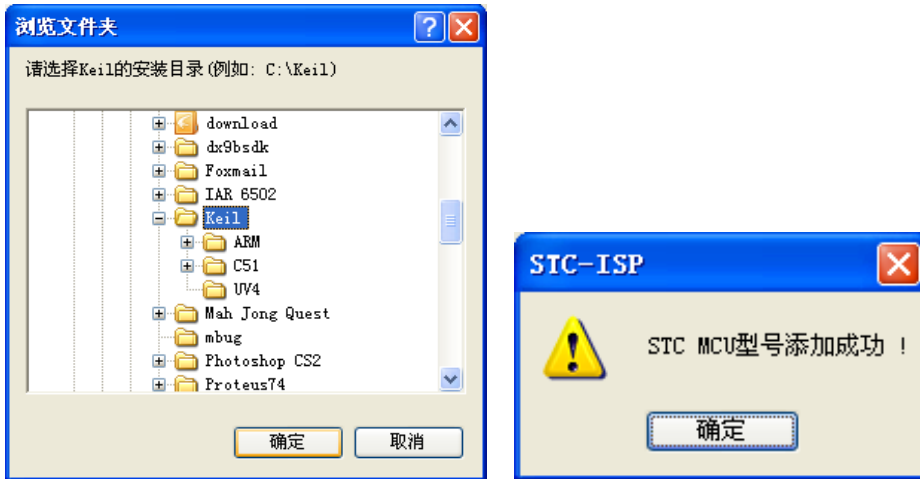 浏览文件夹
请选择Keil的安装目录(例如: C:\Keil)
download
dx9bsdk
Foxmail
IAR 6502
Keil
ARM
C51
UV4
Mah Jong Quest
mbug
Photoshop CS2
Proteus74
确定
取消
STC-ISP
STC MCU型号添加成功 !
确定